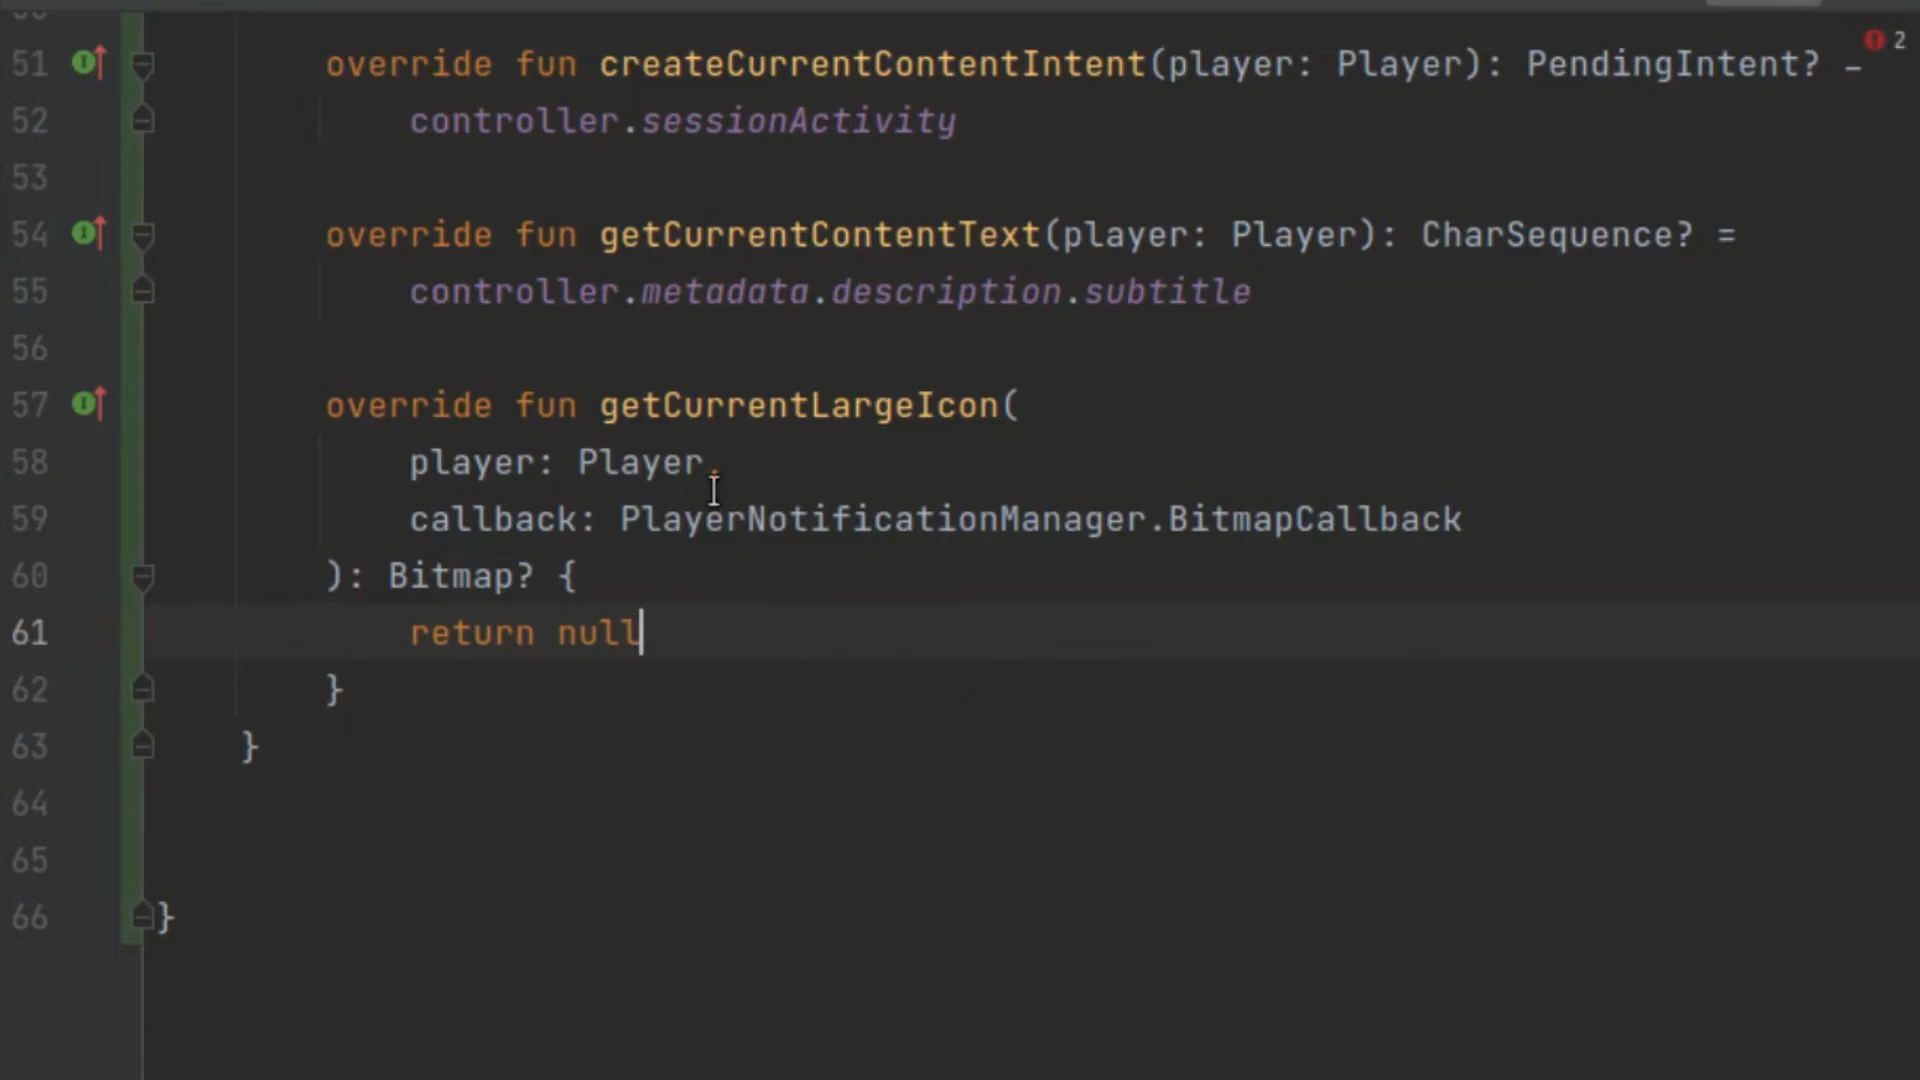 51 override fun createCurrentContentIntent(player: Player): PendingIntent? = 2
52 controller.sessionActivity
53
54 override fun getCurrentContentText(player: Player): CharSequence? =
55 controller.metadata.description.subtitle
56
57 override fun getCurrentLargeIcon(
58 player: Player,
59 callback: PlayerNotificationManager.BitmapCallback
60 ): Bitmap? {
61 return null
62 }
63 }
64
65
66 }